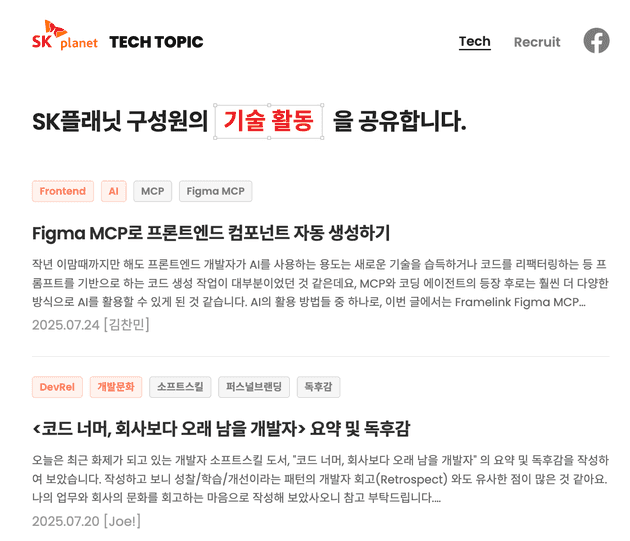 SK planet TECH TOPIC
Tech Recruit
SK플래닛 구성원의 기술 활동 을 공유합니다.
Frontend AI MCP Figma MCP
Figma MCP로 프론트엔드 컴포넌트 자동 생성하기
작년 이맘때까지만 해도 프론트엔드 개발자가 AI를 사용하는 용도는 새로운 기술을 습득하거나 코드를 리팩터링하는 등 프
롬프트를 기반으로 하는 코드 생성 작업이 대부분이었던 것 같은데요, MCP와 코딩 에이전트의 등장 후로는 훨씬 더 다양한
방식으로 AI를 활용할 수 있게 된 것 같습니다. AI의 활용 방법들 중 하나로, 이번 글에서는 Framelink Figma MCP...
2025.07.24 [김찬민]
DevRel 개발문화 소프트스킬 퍼스널브랜딩 독후감
<코드 너머, 회사보다 오래 남을 개발자> 요약 및 독후감
오늘은 최근 화제가 되고 있는 개발자 소프트스킬 도서, "코드 너머, 회사보다 오래 남을 개발자" 의 요약 및 독후감을 작성하
여 보았습니다. 작성하고 보니 성찰/학습/개선이라는 패턴의 개발자 회고(Retrospect) 와도 유사한 점이 많은 것 같아요.
나의 업무와 회사의 문화를 회고하는 마음으로 작성해 보았사오니 참고 부탁드립니다....
2025.07.20 [Joe!]